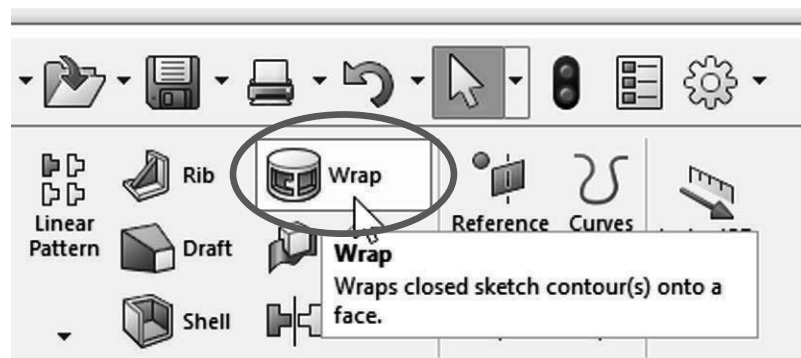 Rib
Wrap
Linear
Pattern
Draft
Reference
Curves
Wrap
Wraps closed sketch contour(s) onto a
face.
Shell